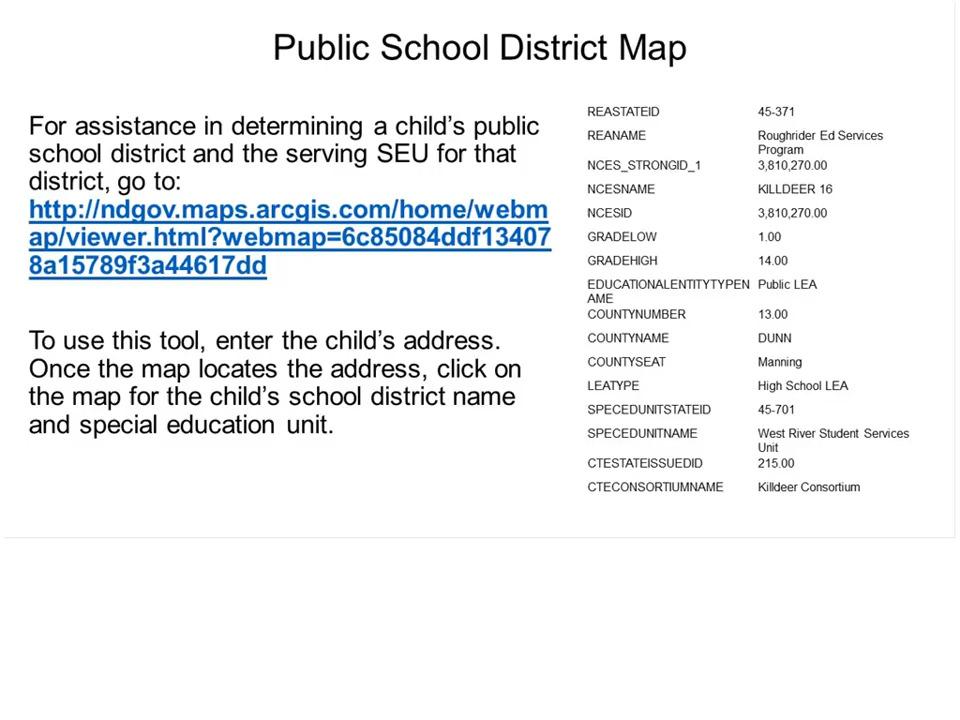 Public School District Map
For assistance in determining a child's public
school district and the serving SEU for that
district, go to:
http://ndgov.maps.arcgis.com/home/webm
ap/viewer.html?webmap=6c85084ddf13407
8a15789f3a44617dd
To use this tool, enter the child's address.
Once the map locates the address, click on
the map for the child's school district name
and special education unit.
REASTATEID 45-371
REANAME Roughrider Ed Services
Program
NCES_STRONGID_1 3,810,270.00
NCESNAME KILLDEER 16
NCESID 3,810,270.00
GRADELOW 1.00
GRADEHIGH 14.00
EDUCATIONALENTITYTYPEN Public LEA
AME
COUNTYNUMBER 13.00
COUNTYNAME DUNN
COUNTYSEAT Manning
LEATYPE High School LEA
SPECEDUNITSTATEID 45-701
SPECEDUNITNAME West River Student Services
Unit
CTESTATEISSUEDID 215.00
CTECONSORTIUMNAME Killdeer Consortium